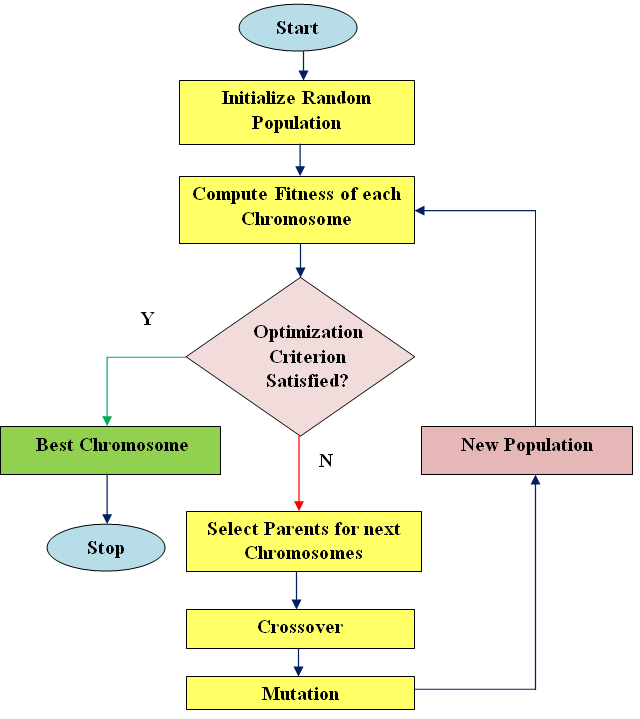 Start
Initialize Random
Population
Compute Fitness of each
Chromosome
Y
Optimization
Criterion
Satisfied?
Best Chromosome
New Population
N
Select Parents for next
Chromosomes
Stop
Crossover
Mutation